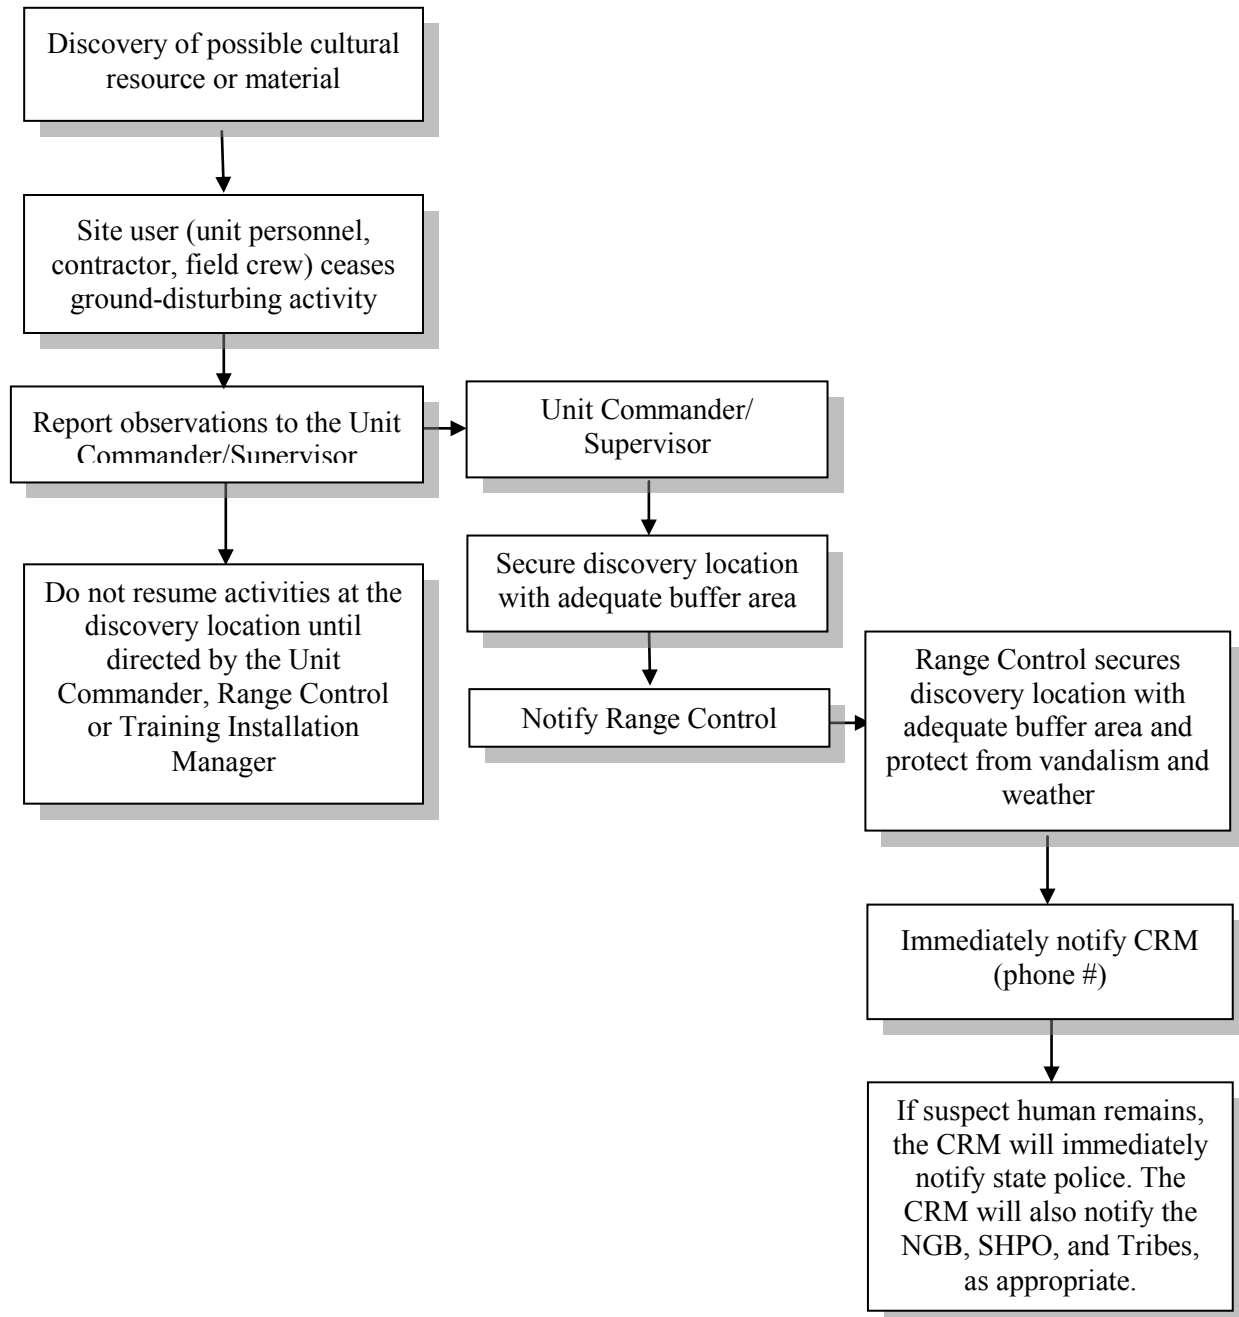 Discovery of possible cultural
resource or material
Site user (unit personnel,
contractor, field crew) ceases
ground-disturbing activity
Report observations to the Unit
Commander/Supervisor
Do not resume activities at the
discovery location until
directed by the Unit
Commander, Range Control
or Training Installation
Manager
Unit Commander/
Supervisor
Secure discovery location
with adequate buffer area
Notify Range Control
Range Control secures
discovery location with
adequate buffer area and
protect from vandalism and
weather
Immediately notify CRM
(phone #)
If suspect human remains,
the CRM will immediately
notify state police. The
CRM will also notify the
NGB, SHPO, and Tribes,
as appropriate.